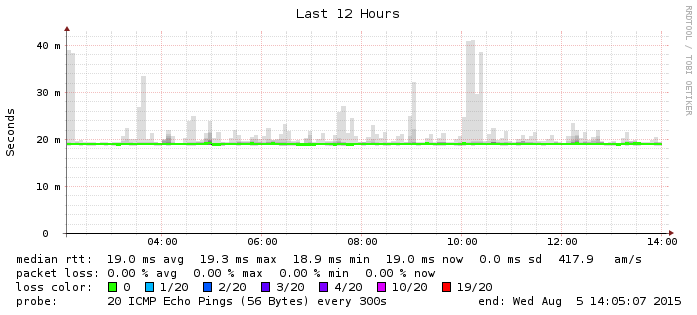 Last 12 Hours
RRDTOOL / TOBI OETIKER
Seconds
40 m
30 m
20 m
10 m
0
04:00 06:00 08:00 10:00 12:00 14:00
median rtt: 19.0 ms avg 19.3 ms max 18.9 ms min 19.0 ms now 0.0 ms sd 417.9 am/s
packet loss: 0.00 % avg 0.00 % max 0.00 % min 0.00 % now
loss color: 0 1/20 2/20 3/20 4/20 10/20 19/20
probe: 20 ICMP Echo Pings (56 Bytes) every 300s end: Wed Aug 5 14:05:07 2015